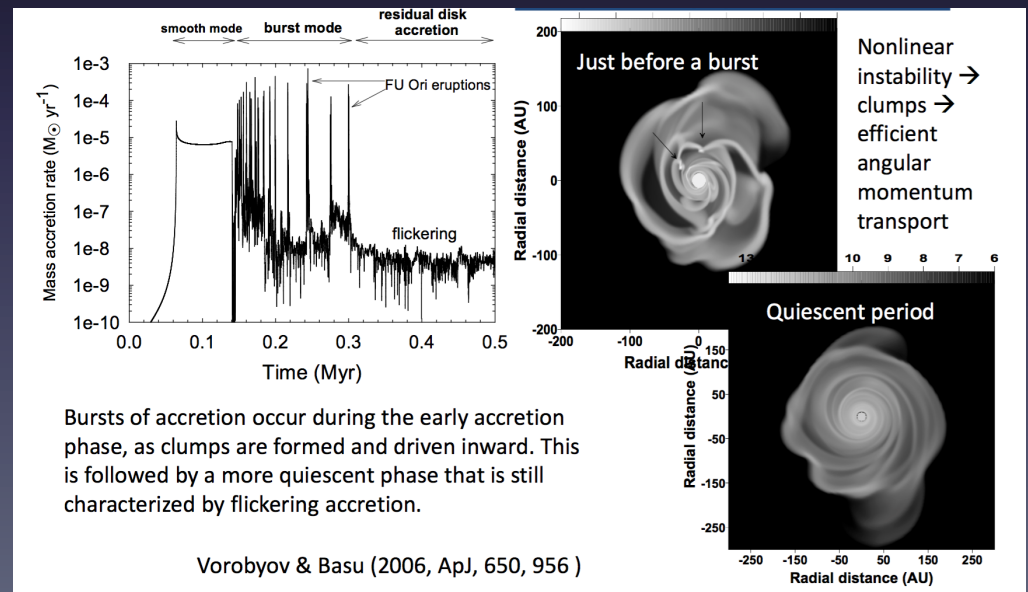 smooth mode
burst mode
residual disk
accretion
1e-3
1e-4
1e-5
1e-6
1e-7
1e-8
1e-9
1e-10
Mass accretion rate (M⊙ yr⁻¹)
FU Ori eruptions
flickering
0.0 0.1 0.2 0.3 0.4 0.5
Time (Myr)
Just before a burst
200
100
0
-100
-200
Radial distance (AU)
-200 -100 0
Radial distanc
Nonlinear
instability →
clumps →
efficient
angular
momentum
transport
13 10 9 8 7 6
Quiescent period
150
50
-50
-150
-250
Radial distance (AU)
-250 -150 -50 50 150 250
Radial distance (AU)
Bursts of accretion occur during the early accretion
phase, as clumps are formed and driven inward. This
is followed by a more quiescent phase that is still
characterized by flickering accretion.
Vorobyov & Basu (2006, ApJ, 650, 956 )